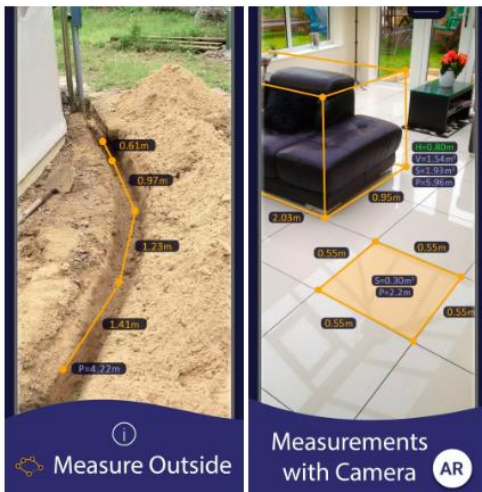 0.61m
0.97m
1.23m
1.41m
P=4.22m
Measure Outside
H=0.80m
V=1.54m³
S=1.93m²
P=5.96m
0.95m
2.03m
0.55m
0.55m
S=0.30m²
P=2.2m
0.55m
0.55m
Measurements
with Camera
AR